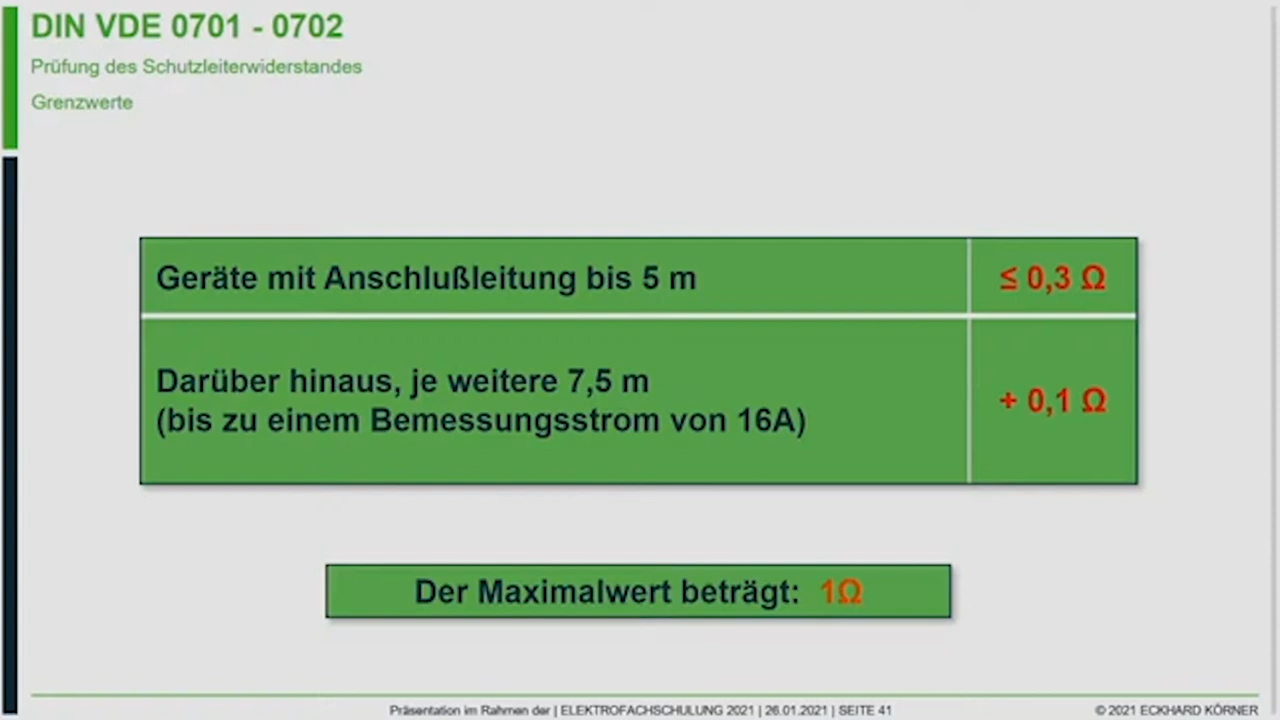 DIN VDE 0701 - 0702
Prüfung des Schutzleiterwiderstandes
Grenzwerte
Geräte mit Anschlußleitung bis 5 m
≤ 0,3 Ω
Darüber hinaus, je weitere 7,5 m
(bis zu einem Bemessungsstrom von 16A)
+ 0,1 Ω
Der Maximalwert beträgt: 1Ω
Präsentation im Rahmen der | ELEKTROFACHSCHULUNG 2021 | 26.01.2021 | SEITE 41
© 2021 ECKHARD KÖRNER